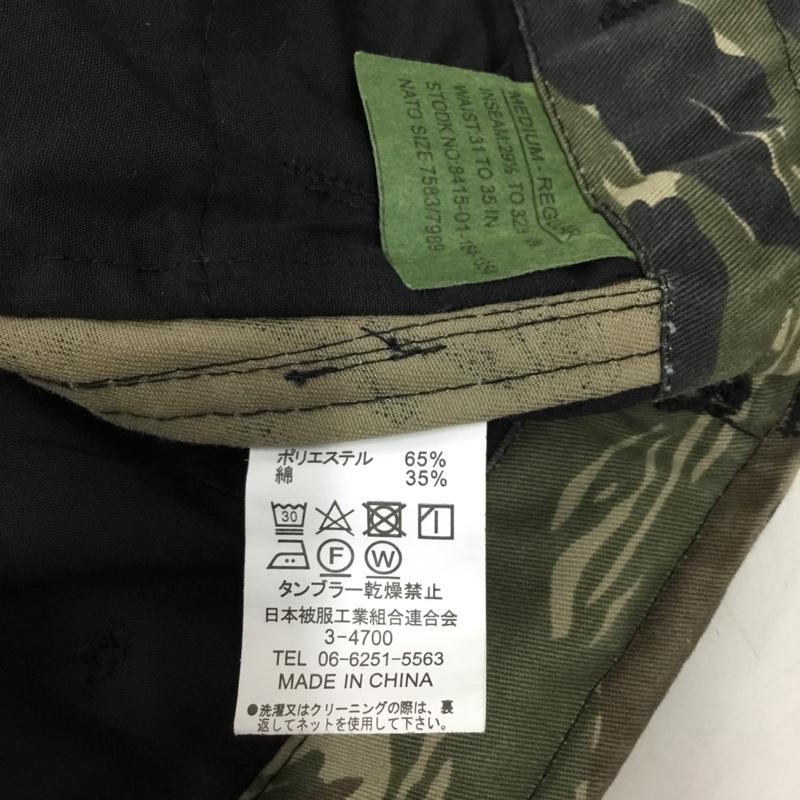 MEDIUM - REGULAR
INSEAM: 29½ TO 32½ IN
WAIST: 31 TO 35 IN
STODK NO: 8415-01-
NATO SIZE: 7583/7989
ポリエステル 65%
綿 35%
30
F W
タンブラー乾燥禁止
日本被服工業組合連合会
3-4700
TEL 06-6251-5563
MADE IN CHINA
●洗濯又はクリーニングの際は、裏
返してネットを使用して下さい。